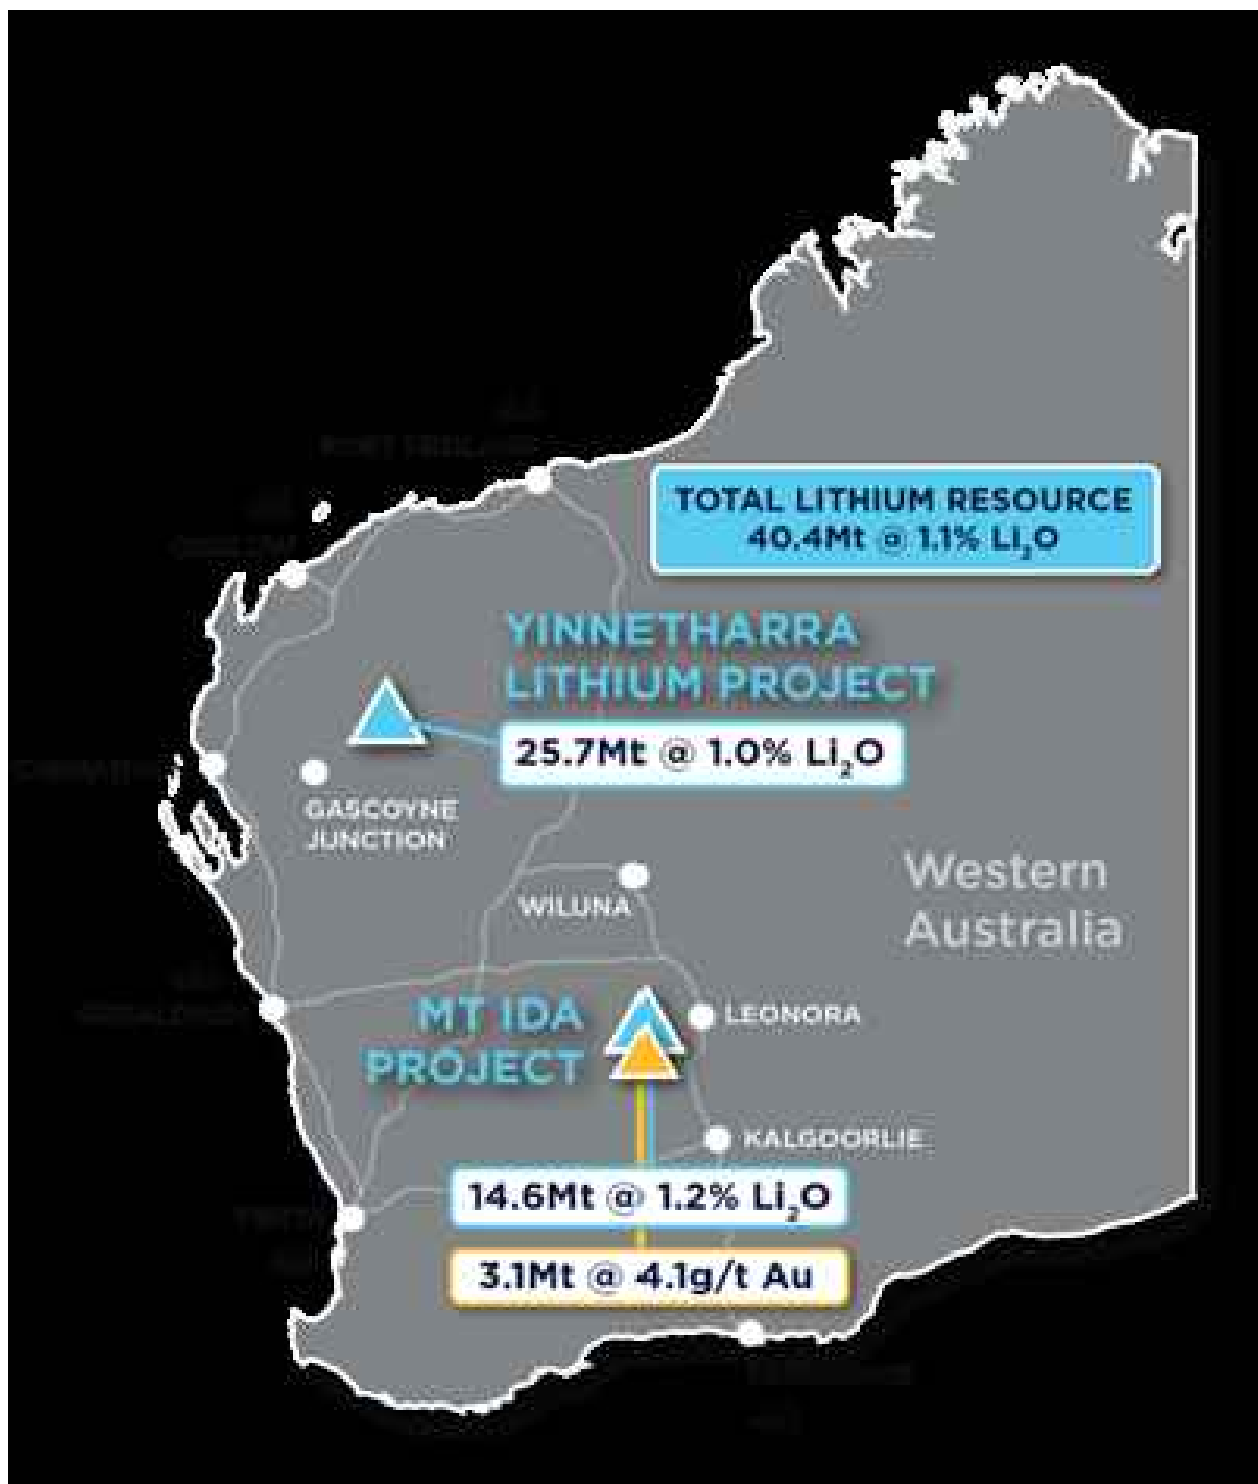 TOTAL LITHIUM RESOURCE
40.4Mt @ 1.1% Li₂O
YINNETHARRA
LITHIUM PROJECT
25.7Mt @ 1.0% Li₂O
GASCOYNE
JUNCTION
WILUNA
Western
Australia
MT IDA
PROJECT
LEONORA
KALGOORLIE
14.6Mt @ 1.2% Li₂O
3.1Mt @ 4.1g/t Au